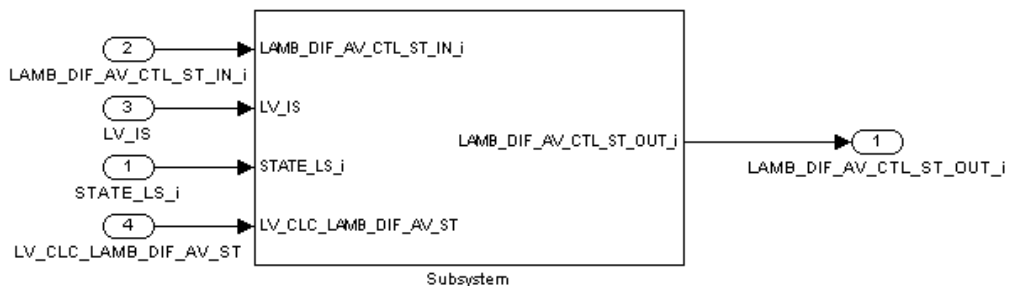 2
LAMB_DIF_AV_CTL_ST_IN_i
LAMB_DIF_AV_CTL_ST_IN_i
3
LV_IS
LV_IS
LAMB_DIF_AV_CTL_ST_OUT_i
1
LAMB_DIF_AV_CTL_ST_OUT_i
1
STATE_LS_i
STATE_LS_i
4
LV_CLC_LAMB_DIF_AV_ST
LV_CLC_LAMB_DIF_AV_ST
Subsystem